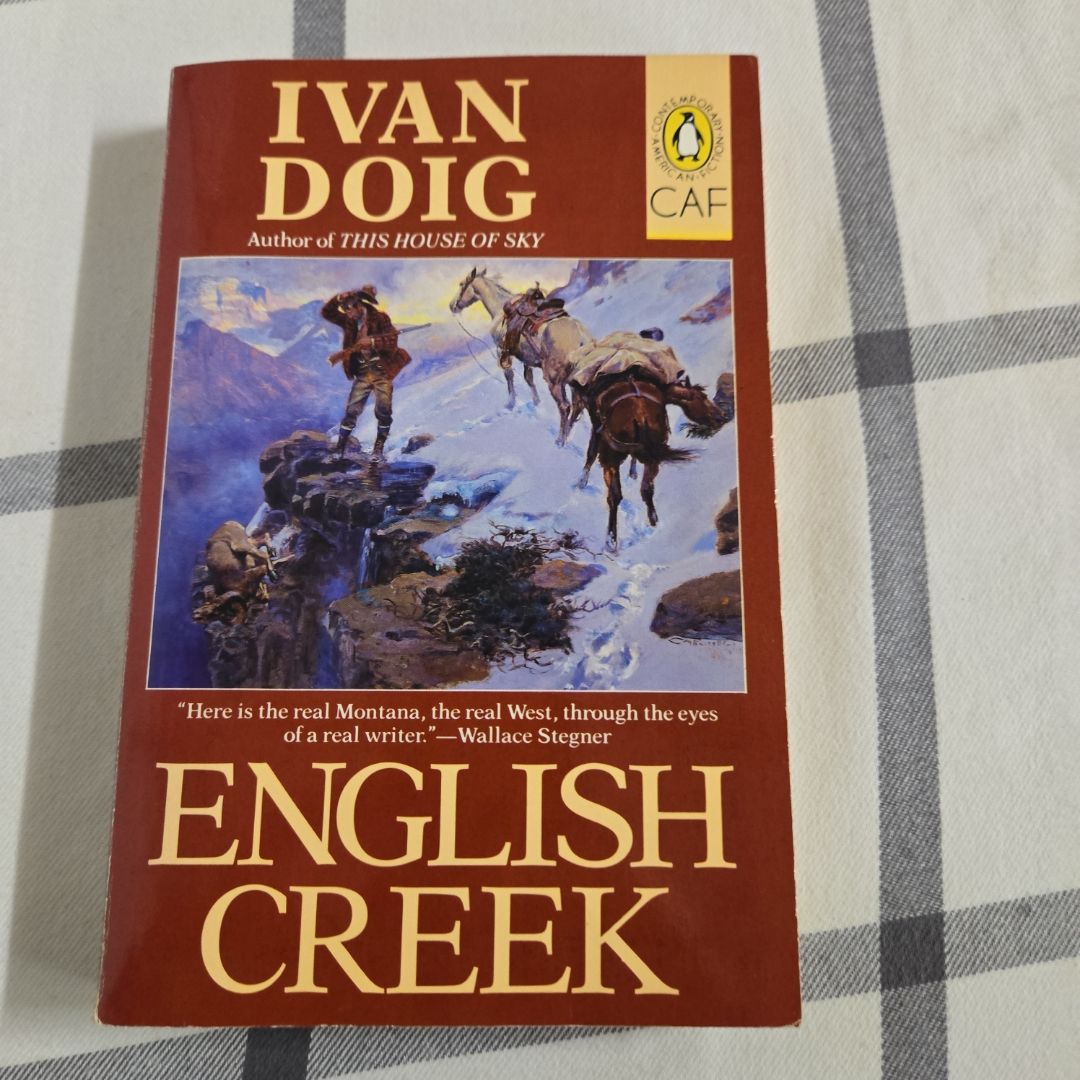 IVAN
DOIG
Author of THIS HOUSE OF SKY
·CONTEMPORARY·
AMERICAN·FICTION
CAF
“Here is the real Montana, the real West, through the eyes
of a real writer.”—Wallace Stegner
ENGLISH
CREEK